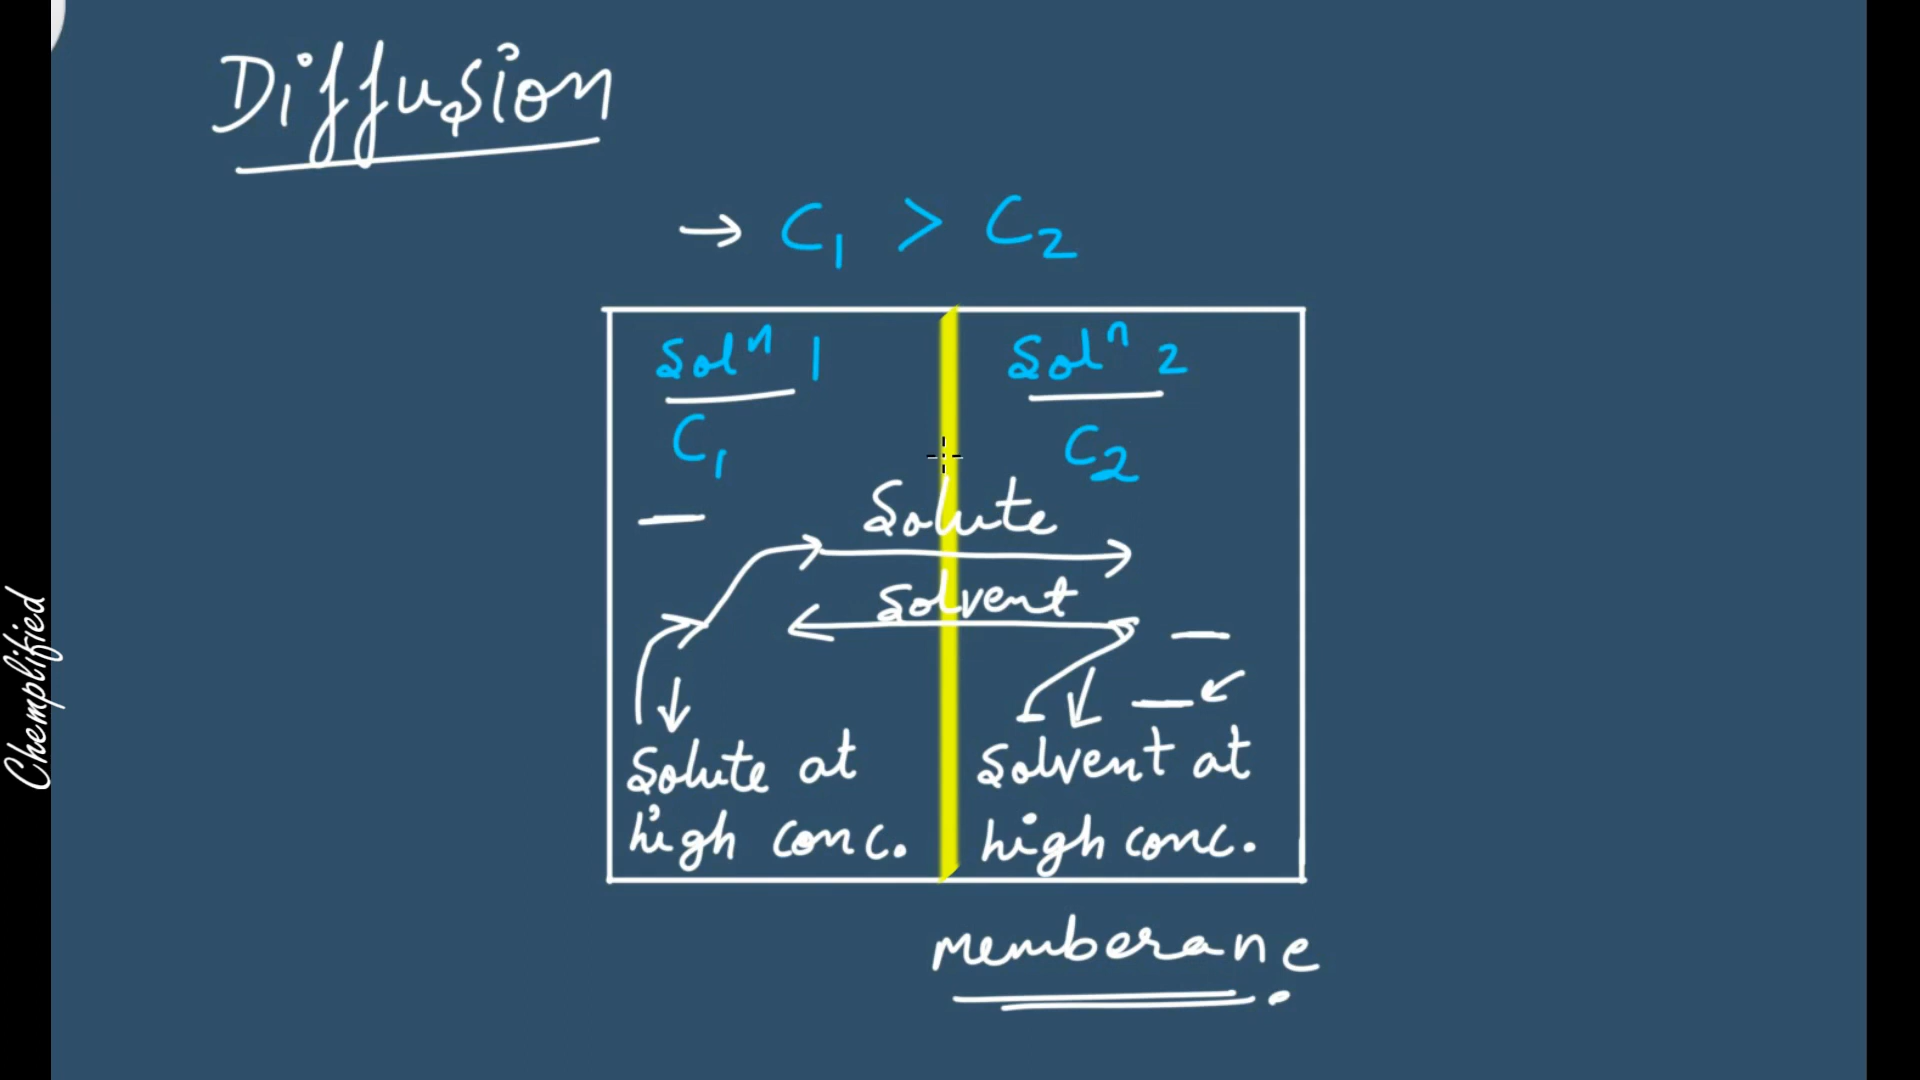 Diffusion
→ C₁ > C₂
Solⁿ 1
C₁
Solⁿ 2
C₂
Solute
Solvent
Solute at
high conc.
Solvent at
high conc.
memberane
Chemplified